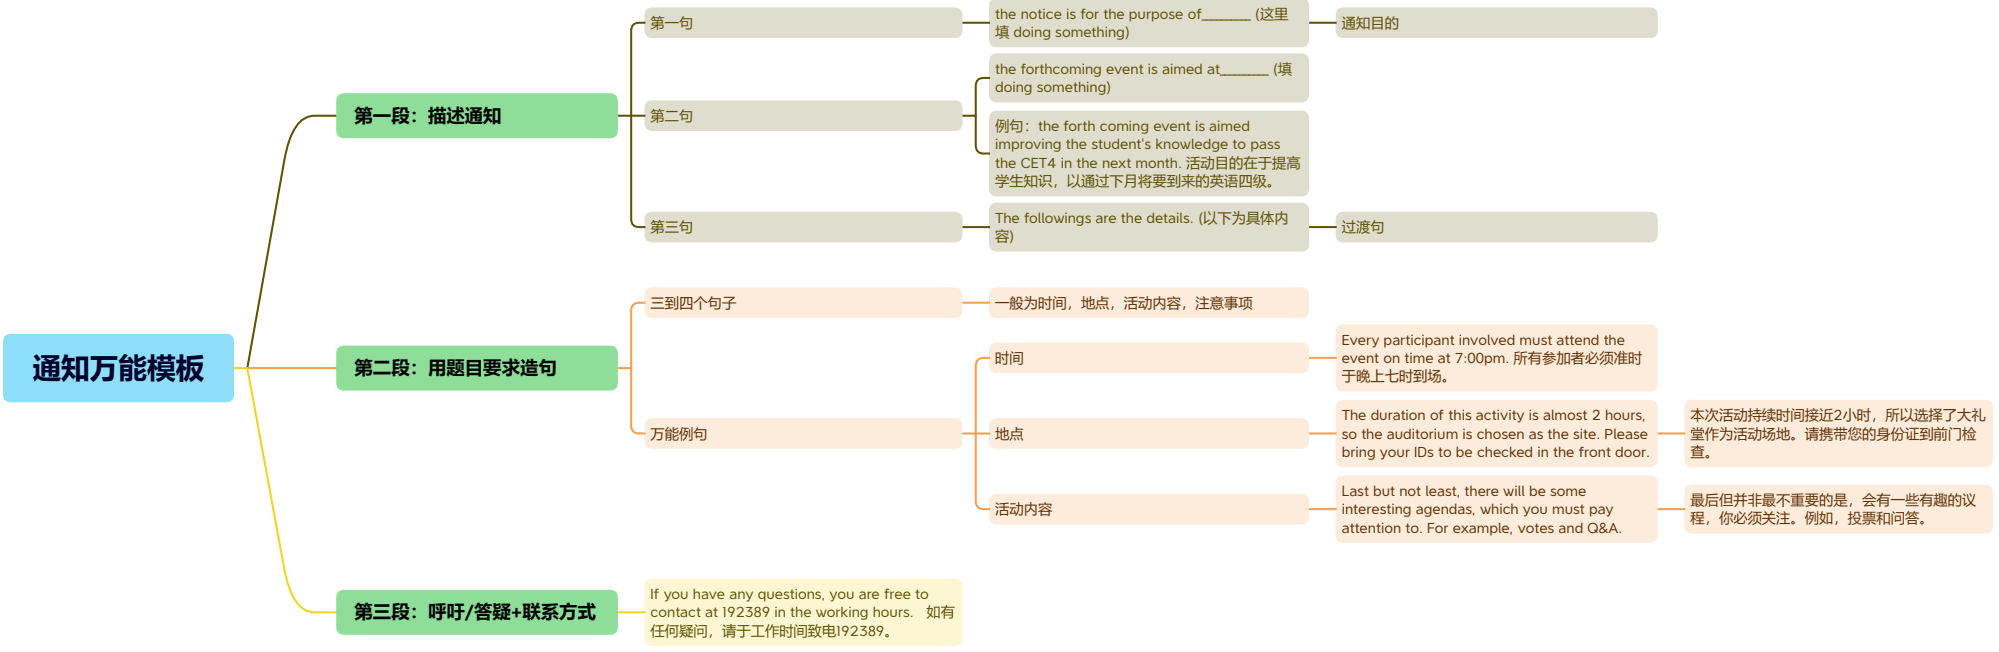 通知万能模板
第一段：描述通知
第一句
the notice is for the purpose of________ (这里
填 doing something)
通知目的
第二句
the forthcoming event is aimed at________ (填
doing something)
例句：the forth coming event is aimed
improving the student's knowledge to pass
the CET4 in the next month. 活动目的在于提高
学生知识，以通过下月将要到来的英语四级。
第三句
The followings are the details. (以下为具体内
容)
过渡句
第二段：用题目要求造句
三到四个句子
一般为时间，地点，活动内容，注意事项
万能例句
时间
Every participant involved must attend the
event on time at 7:00pm. 所有参加者必须准时
于晚上七时到场。
地点
The duration of this activity is almost 2 hours,
so the auditorium is chosen as the site. Please
bring your IDs to be checked in the front door.
本次活动持续时间接近2小时，所以选择了大礼
堂作为活动场地。请携带您的身份证到前门检
查。
活动内容
Last but not least, there will be some
interesting agendas, which you must pay
attention to. For example, votes and Q&A.
最后但并非最不重要的是，会有一些有趣的议
程，你必须关注。例如，投票和问答。
第三段：呼吁/答疑+联系方式
If you have any questions, you are free to
contact at 192389 in the working hours. 如有
任何疑问，请于工作时间致电192389。